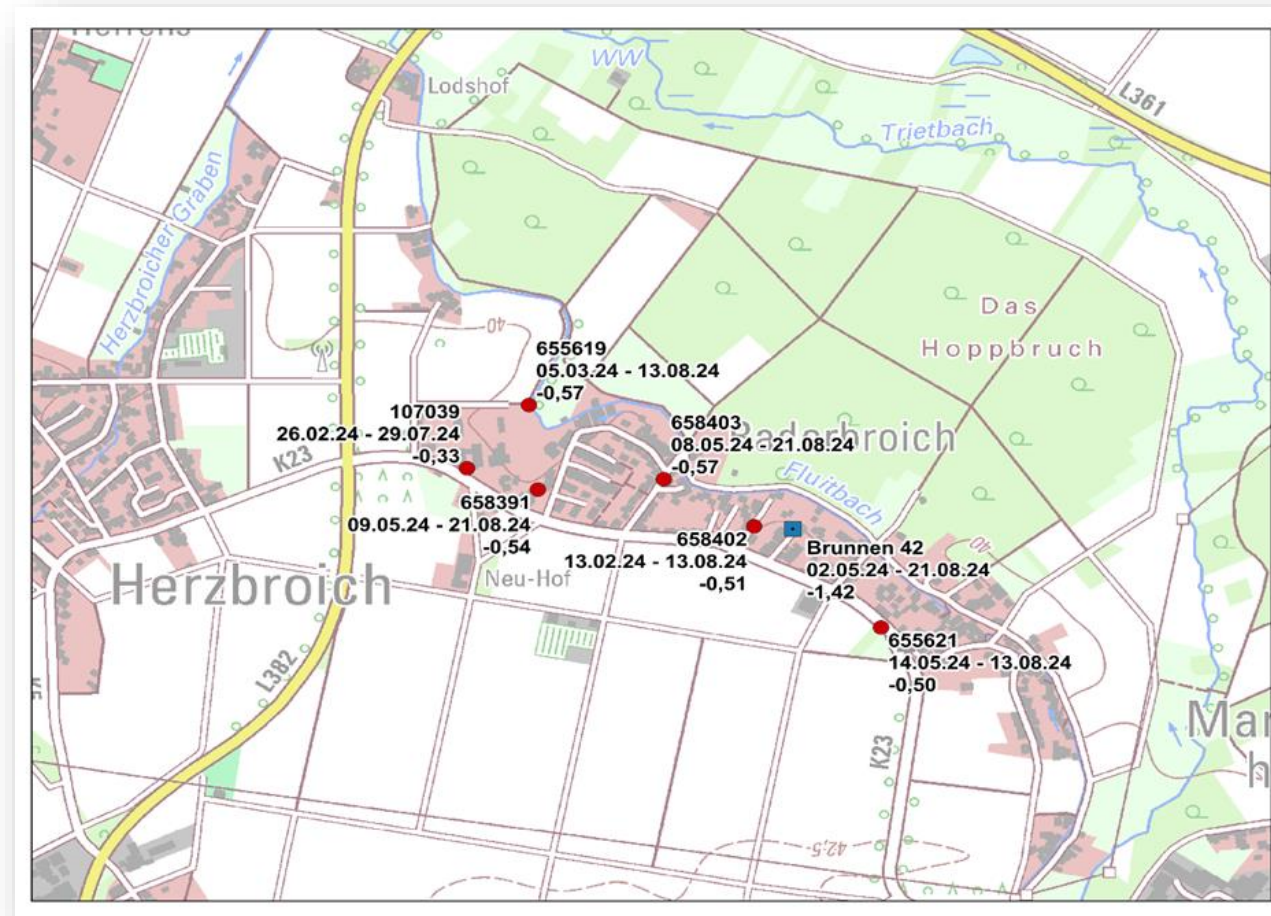 WW
Lodshof
L361
Trietbach
Herzbroicher Graben
Das
Hoppbruch
40
655619
05.03.24 - 13.08.24
-0,57
107039
26.02.24 - 29.07.24
-0,33
K23
658403
08.05.24 - 21.08.24
-0,57
Fluitbach
658391
09.05.24 - 21.08.24
-0,54
658402
13.02.24 - 13.08.24
-0,51
Brunnen 42
02.05.24 - 21.08.24
-1,42
40
Neu-Hof
Herzbroich
655621
14.05.24 - 13.08.24
-0,50
L382
K23
42,5